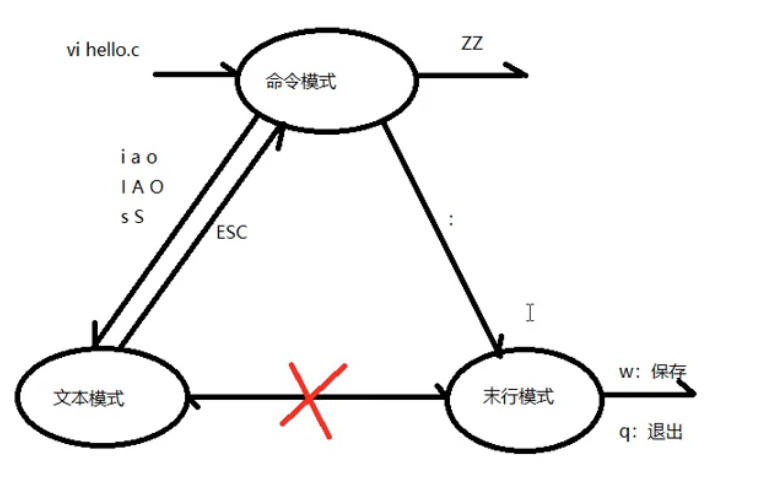 vi hello.c
ZZ
命令模式
i a o
I A O
s S
ESC
:
文本模式
末行模式
w：保存
q：退出